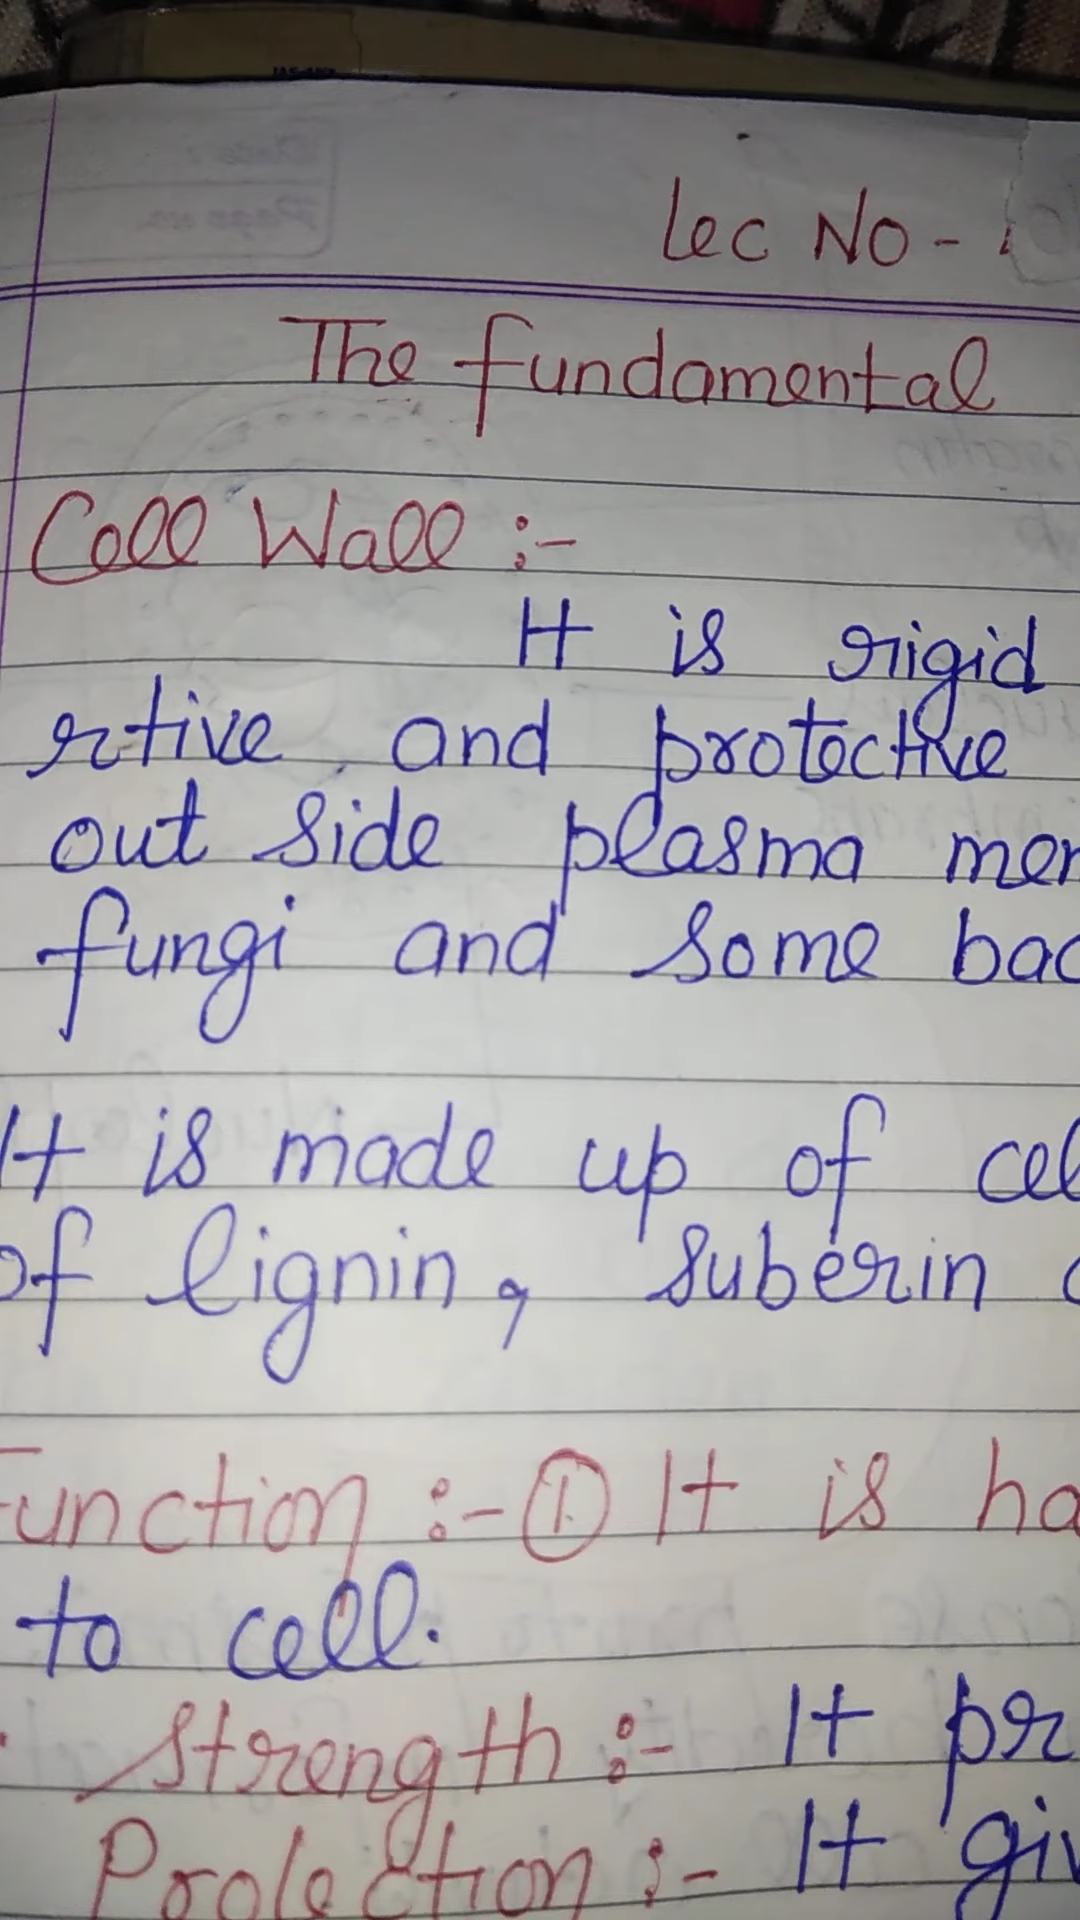 Lec NO -
The fundamental
Cell Wall :-
It is rigid
rtive and protective
out side plasma mem
fungi and some bac
It is made up of cel
of lignin, suberin
Function :- ① It is ha
to cell.
Strength :- It pr
Protection :- It giv